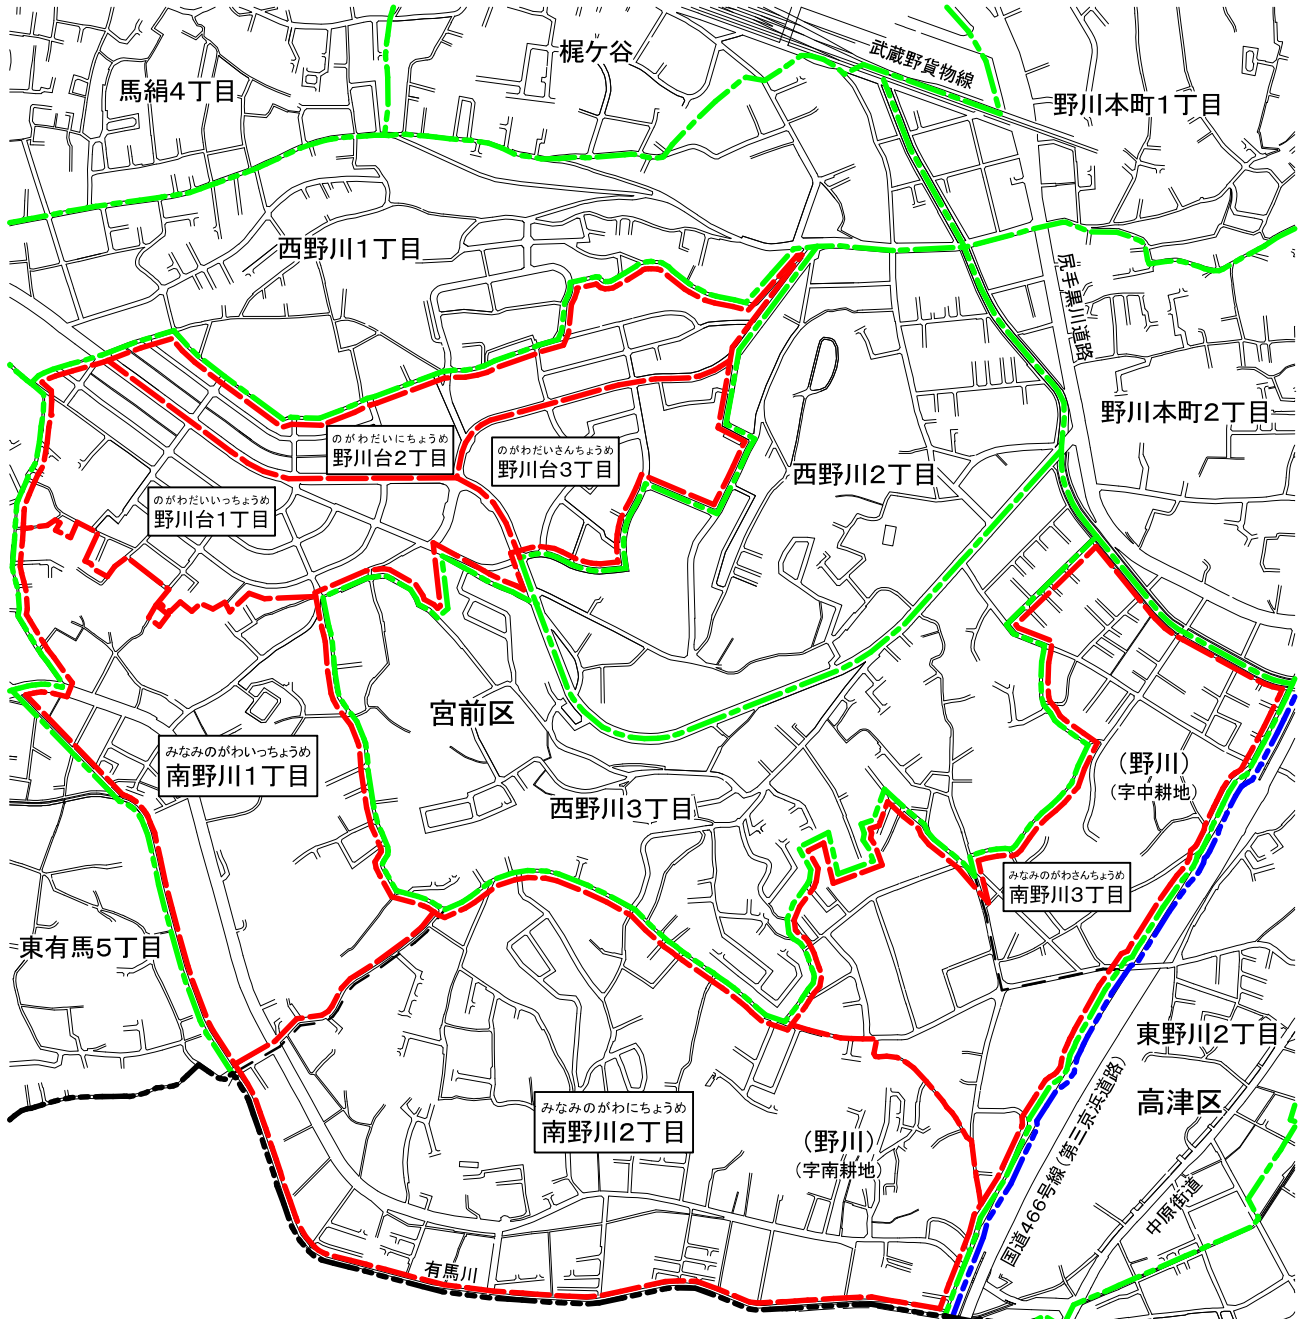 梶ケ谷
武蔵野貨物線
馬絹4丁目
野川本町1丁目
西野川1丁目
尻手黒川道路
野川本町2丁目
のがわだいにちょうめ
野川台2丁目
のがわだいさんちょうめ
野川台3丁目
西野川2丁目
のがわだいいっちょうめ
野川台1丁目
宮前区
みなみのがわいっちょうめ
南野川1丁目
(野川)
(字中耕地)
西野川3丁目
みなみのがわさんちょうめ
南野川3丁目
東有馬5丁目
東野川2丁目
高津区
みなみのがわにちょうめ
南野川2丁目
(野川)
(字南耕地)
国道466号線(第三京浜道路)
中原街道
有馬川